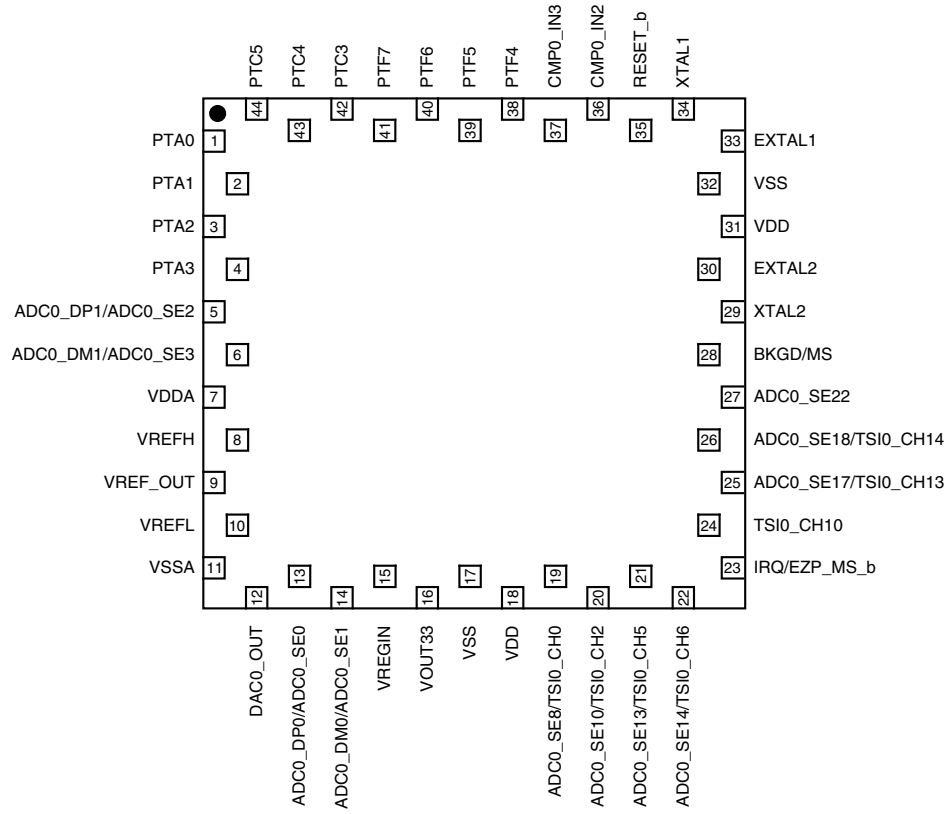 PTC5
PTC4
PTC3
PTF7
PTF6
PTF5
PTF4
CMP0_IN3
CMP0_IN2
RESET_b
XTAL1
44
43
42
41
40
39
38
37
36
35
34
PTA0 1
33 EXTAL1
PTA1 2
32 VSS
PTA2 3
31 VDD
PTA3 4
30 EXTAL2
ADC0_DP1/ADC0_SE2 5
29 XTAL2
ADC0_DM1/ADC0_SE3 6
28 BKGD/MS
VDDA 7
27 ADC0_SE22
VREFH 8
26 ADC0_SE18/TSI0_CH14
VREF_OUT 9
25 ADC0_SE17/TSI0_CH13
VREFL 10
24 TSI0_CH10
VSSA 11
23 IRQ/EZP_MS_b
12
13
14
15
16
17
18
19
20
21
22
DAC0_OUT
ADC0_DP0/ADC0_SE0
ADC0_DM0/ADC0_SE1
VREGIN
VOUT33
VSS
VDD
ADC0_SE8/TSI0_CH0
ADC0_SE10/TSI0_CH2
ADC0_SE13/TSI0_CH5
ADC0_SE14/TSI0_CH6